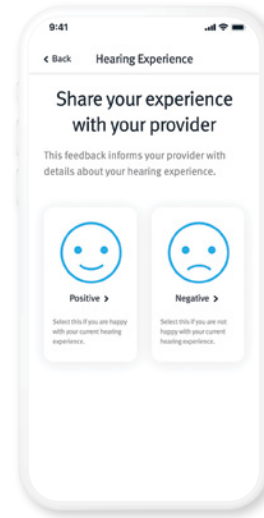 9:41
< Back Hearing Experience
Share your experience
with your provider
This feedback informs your provider with
details about your hearing experience.
Positive >
Select this if you are happy
with your current hearing
experience.
Negative >
Select this if you are not
happy with your current
hearing experience.